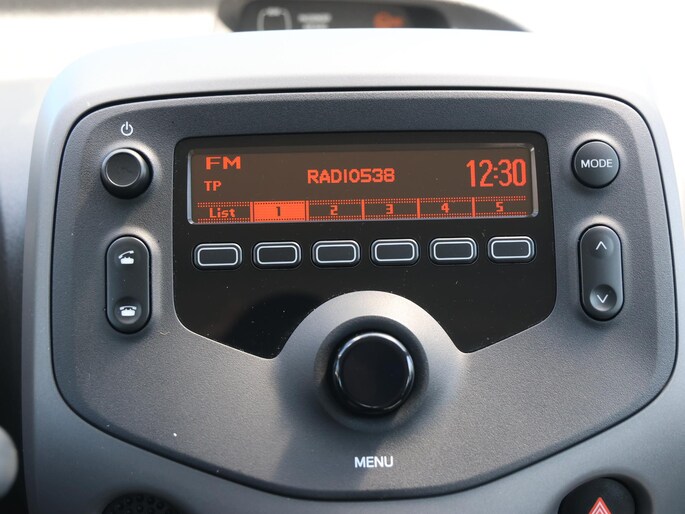 FM
RADIO538
12:30
MODE
TP
List 1 2 3 4 5
MENU